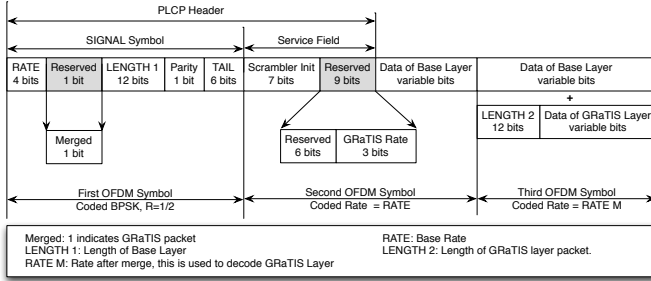 PLCP Header
SIGNAL Symbol
Service Field
RATE
4 bits
Reserved
1 bit
LENGTH 1
12 bits
Parity
1 bit
TAIL
6 bits
Scrambler Init
7 bits
Reserved
9 bits
Data of Base Layer
variable bits
Data of Base Layer
variable bits
+
LENGTH 2
12 bits
Data of GRaTIS Layer
variable bits
Merged
1 bit
Reserved
6 bits
GRaTIS Rate
3 bits
First OFDM Symbol
Coded BPSK, R=1/2
Second OFDM Symbol
Coded Rate = RATE
Third OFDM Symbol
Coded Rate = RATE M
Merged: 1 indicates GRaTIS packet
RATE: Base Rate
LENGTH 1: Length of Base Layer
LENGTH 2: Length of GRaTIS layer packet.
RATE M: Rate after merge, this is used to decode GRaTIS Layer